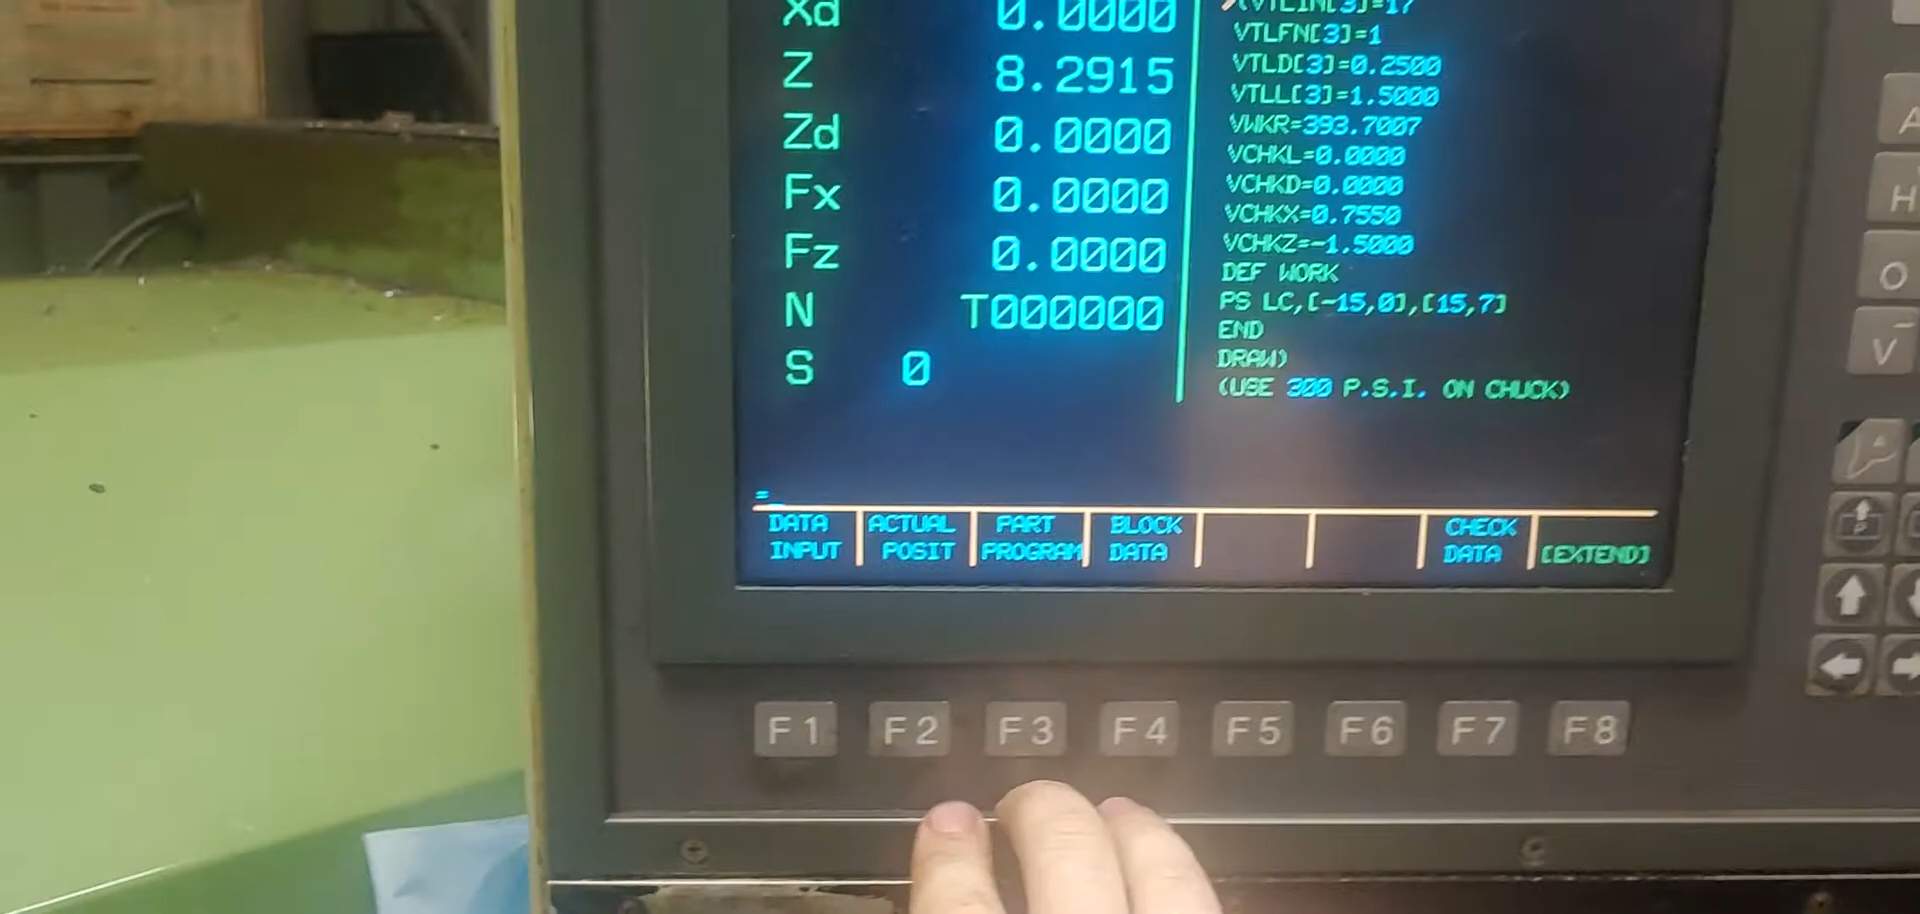 Xd 0.0000
Z 8.2915
Zd 0.0000
Fx 0.0000
Fz 0.0000
N T000000
S 0
(VTLIN[3]=17
VTLFN[3]=1
VTLD[3]=0.2500
VTLL[3]=1.5000
VWKR=393.7007
VCHKL=0.0000
VCHKD=0.0000
VCHKX=0.7550
VCHKZ=-1.5000
DEF WORK
PS LC,[-15,0],[15,7]
END
DRAW)
(USE 300 P.S.I. ON CHUCK)
=_
DATA INPUT
ACTUAL POSIT
PART PROGRAM
BLOCK DATA
CHECK DATA
[EXTEND]
F1 F2 F3 F4 F5 F6 F7 F8
A
H
O
V
P